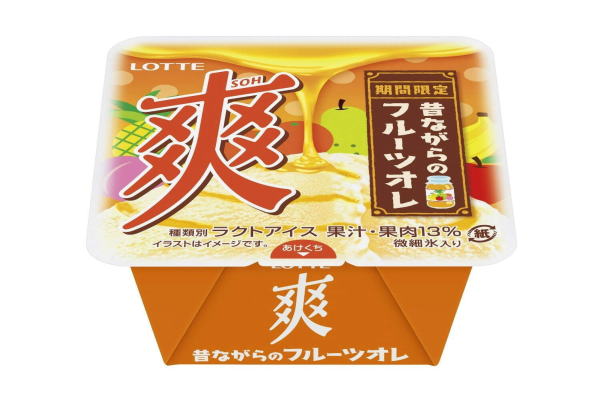 LOTTE
SOH
爽
期間限定
昔ながらの
フルーツオレ
種類別 ラクトアイス 果汁・果肉13%
イラストはイメージです。
微細氷入り
紙
あけくち
LOTTE
爽
昔ながらのフルーツオレ